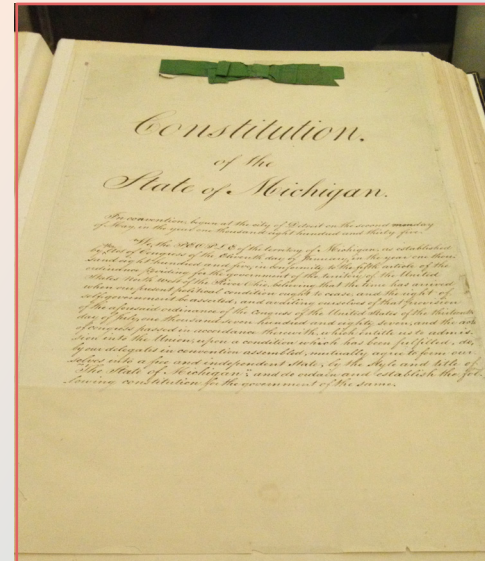 Constitution.
of the
State of Michigan.
In convention, begun at the city of Detroit on the second monday
of May, in the year one thousand eight hundred and thirty five:
We, the PEOPLE of the territory of Michigan, as established
by Act of Congress of the Eleventh day of January, in the year one thou-
sand eight hundred and five, in conformity to the fifth article of the
ordinance providing for the government of the territory of the United
States North West of the River Ohio, believing that the time has arrived
when our present political condition ought to cease, and the right of
self-government be asserted; and availing ourselves of that provision
of the aforesaid ordinance of the Congress of the United States of the thirteenth
day of July, one thousand seven hundred and eighty seven, and the acts
of congress passed in accordance therewith, which entitle us to admis-
sion into the Union, upon a condition which has been fulfilled, do,
by our delegates in convention assembled, mutually agree to form our-
selves into a free and independent State, by the style and title of
"The State of Michigan," and do ordain and establish the fol-
lowing constitution for the government of the same.